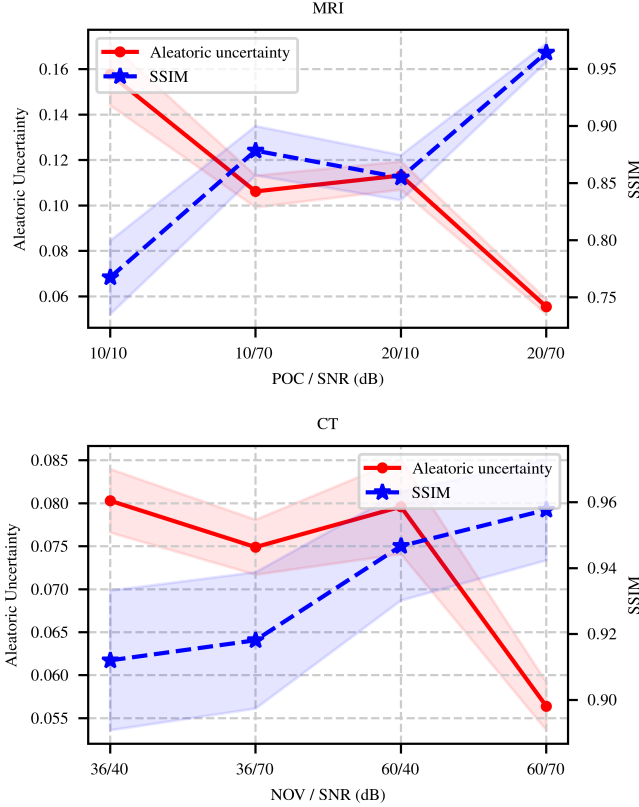 MRI
Aleatoric uncertainty
SSIM
0.16
0.14
0.12
0.10
0.08
0.06
Aleatoric Uncertainty
0.95
0.90
0.85
0.80
0.75
SSIM
10/10 10/70 20/10 20/70
POC / SNR (dB)
CT
Aleatoric uncertainty
SSIM
0.085
0.080
0.075
0.070
0.065
0.060
0.055
Aleatoric Uncertainty
0.96
0.94
0.92
0.90
SSIM
36/40 36/70 60/40 60/70
NOV / SNR (dB)